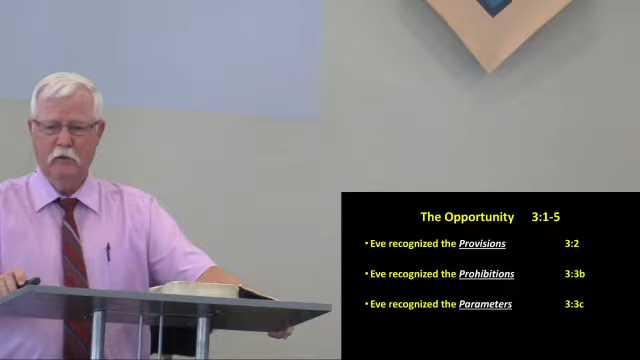 The Opportunity 3:1-5
• Eve recognized the Provisions 3:2
• Eve recognized the Prohibitions 3:3b
• Eve recognized the Parameters 3:3c